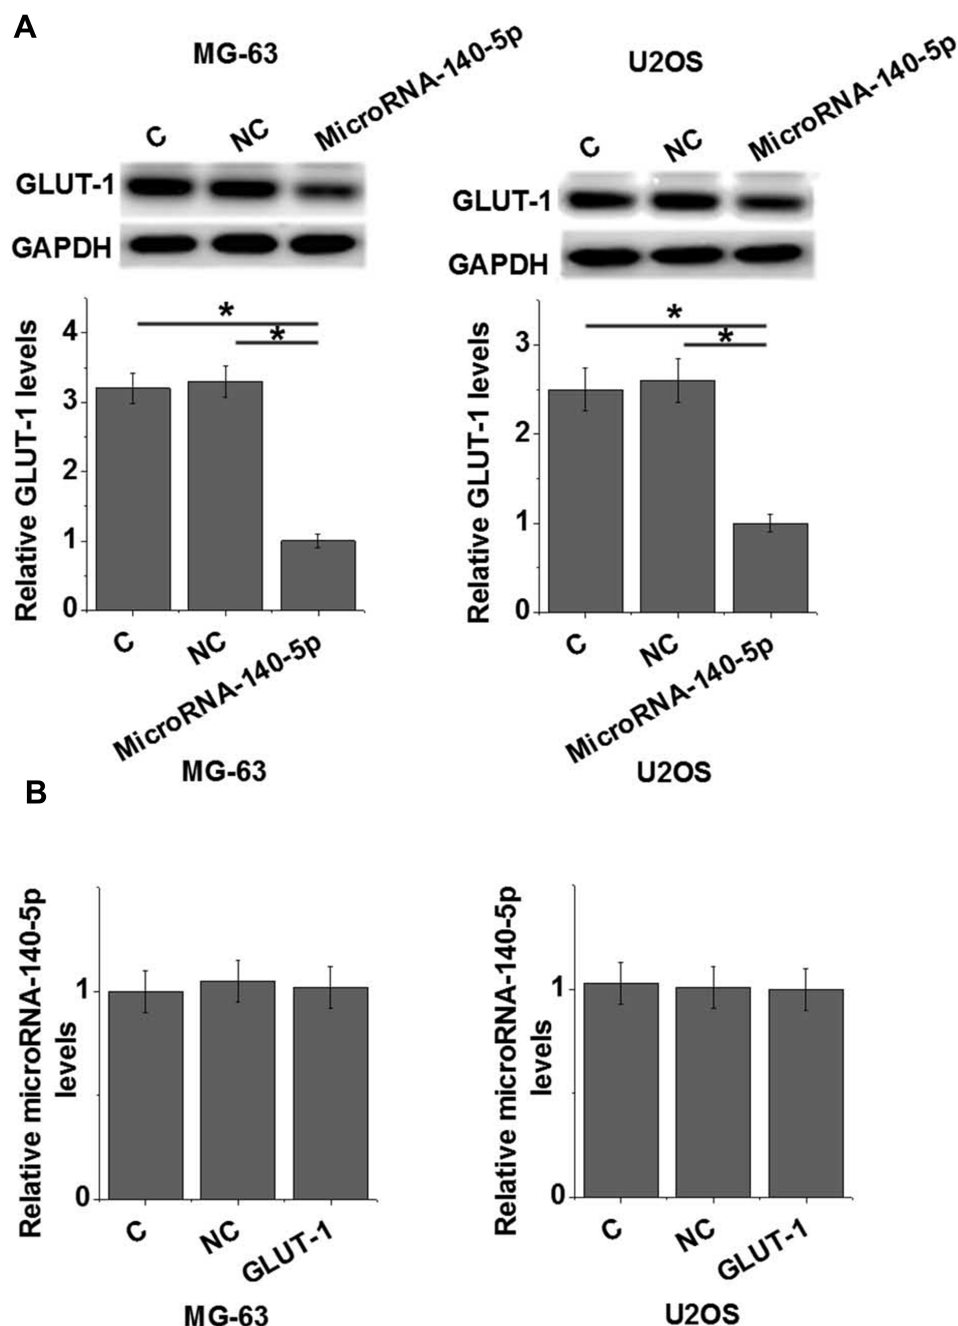 A
MG-63
C NC MicroRNA-140-5p
GLUT-1
GAPDH
U2OS
C NC MicroRNA-140-5p
GLUT-1
GAPDH
Relative GLUT-1 levels
4
3
2
1
0
* 
*
C NC MicroRNA-140-5p
MG-63
Relative GLUT-1 levels
3
2
1
0
*
*
C NC MicroRNA-140-5p
U2OS
B
Relative microRNA-140-5p
levels
1
0
C NC GLUT-1
MG-63
Relative microRNA-140-5p
levels
1
0
C NC GLUT-1
U2OS